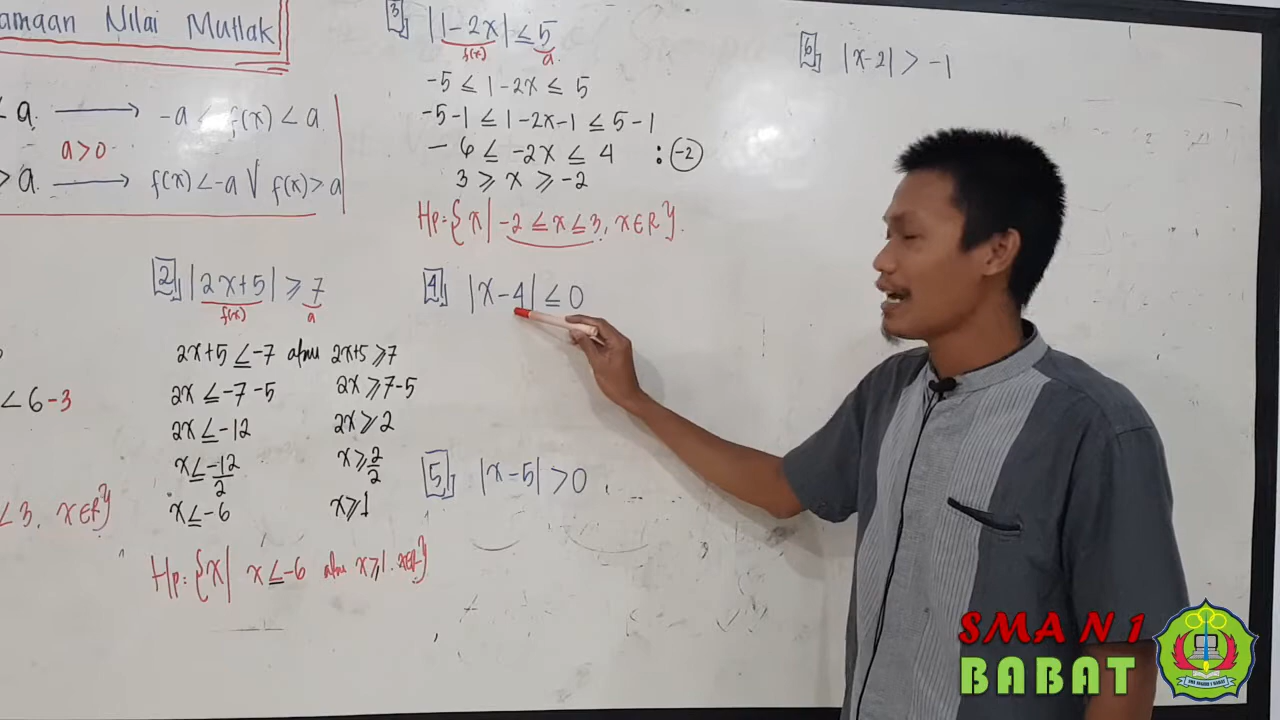 amaan Nilai Mutlak
< a. → -a < f(x) < a.
a>0
> a. → f(x) < -a V f(x) > a
< 6 -3
< 3, x∈R}
2, |2x+5| ≥ 7
f(x) a
2x+5 ≤ -7 atau 2x+5 ≥ 7
2x ≤ -7 -5 2x ≥ 7-5
2x ≤ -12 2x ≥ 2
x ≤ -12/2 x ≥ 2/2
x ≤ -6 x ≥ 1
Hp: {x| x ≤ -6 atau x ≥ 1. x∈R}
3, |1-2x| ≤ 5
f(x) a.
-5 ≤ 1-2x ≤ 5
-5-1 ≤ 1-2x-1 ≤ 5-1
-6 ≤ -2x ≤ 4 : -2
3 ≥ x ≥ -2
Hp: {x| -2 ≤ x ≤ 3, x∈R}.
4, |x-4| ≤ 0
5, |x-5| > 0
6, |x-2| > -1
SMA N 1
BABAT